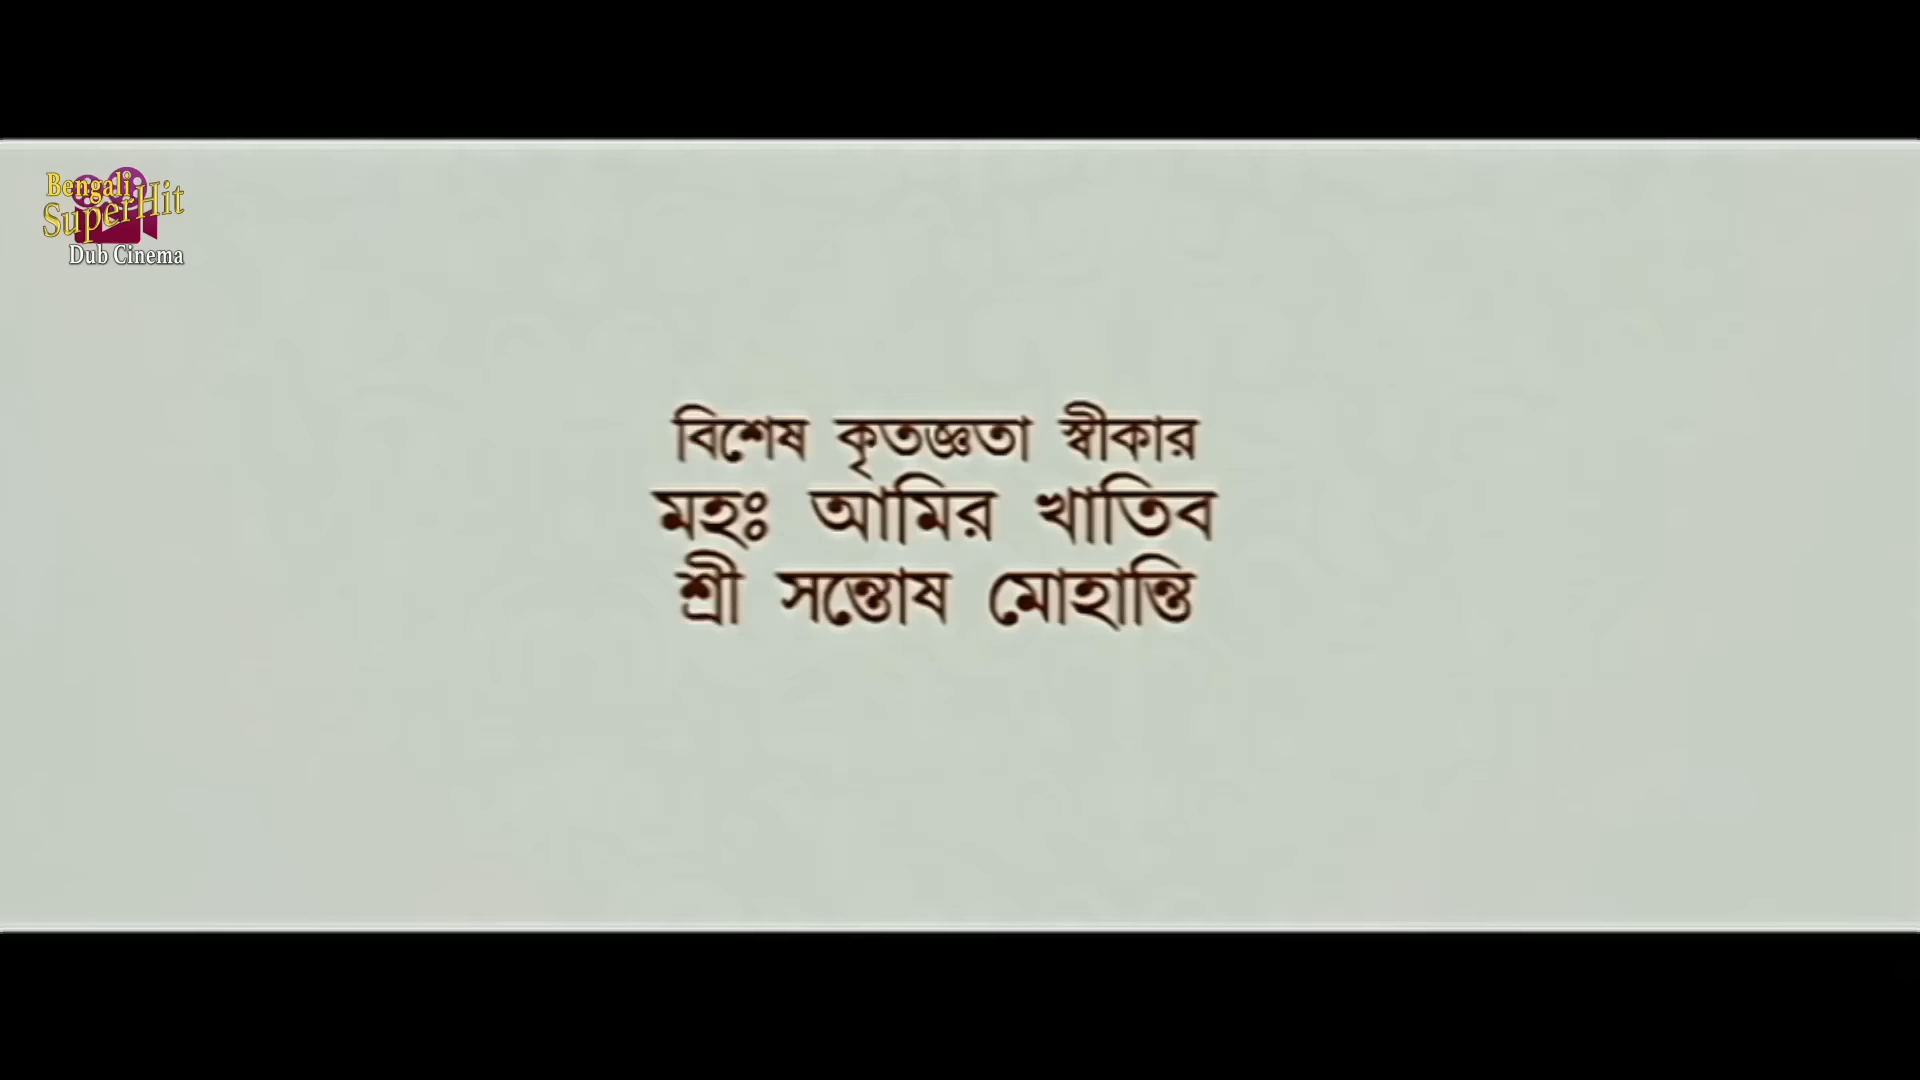 Bengali
SuperHit
Dub Cinema
বিশেষ কৃতজ্ঞতা স্বীকার
মহঃ আমির খাতিব
শ্রী সন্তোষ মোহান্তি